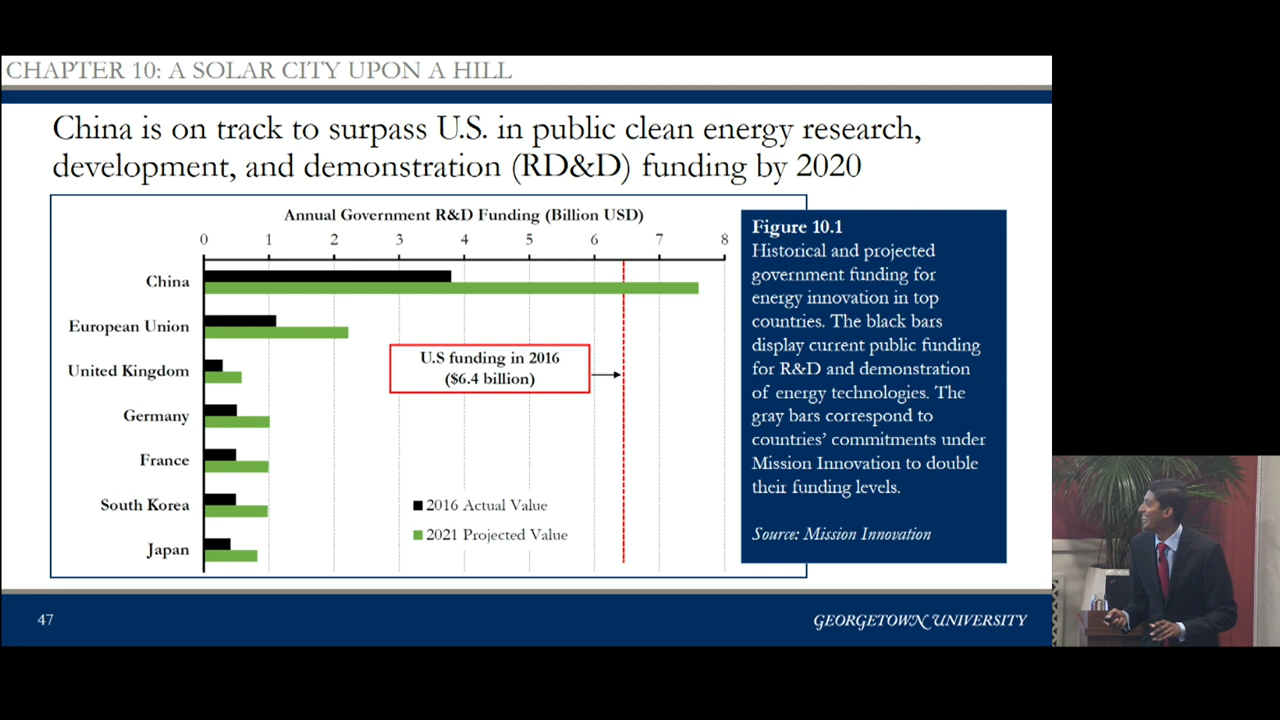 CHAPTER 10: A SOLAR CITY UPON A HILL
China is on track to surpass U.S. in public clean energy research,
development, and demonstration (RD&D) funding by 2020
Annual Government R&D Funding (Billion USD)
0 1 2 3 4 5 6 7 8
China
European Union
United Kingdom
Germany
France
South Korea
Japan
U.S funding in 2016
($6.4 billion)
2016 Actual Value
2021 Projected Value
Figure 10.1
Historical and projected
government funding for
energy innovation in top
countries. The black bars
display current public funding
for R&D and demonstration
of energy technologies. The
gray bars correspond to
countries' commitments under
Mission Innovation to double
their funding levels.
Source: Mission Innovation
47
GEORGETOWN UNIVERSITY